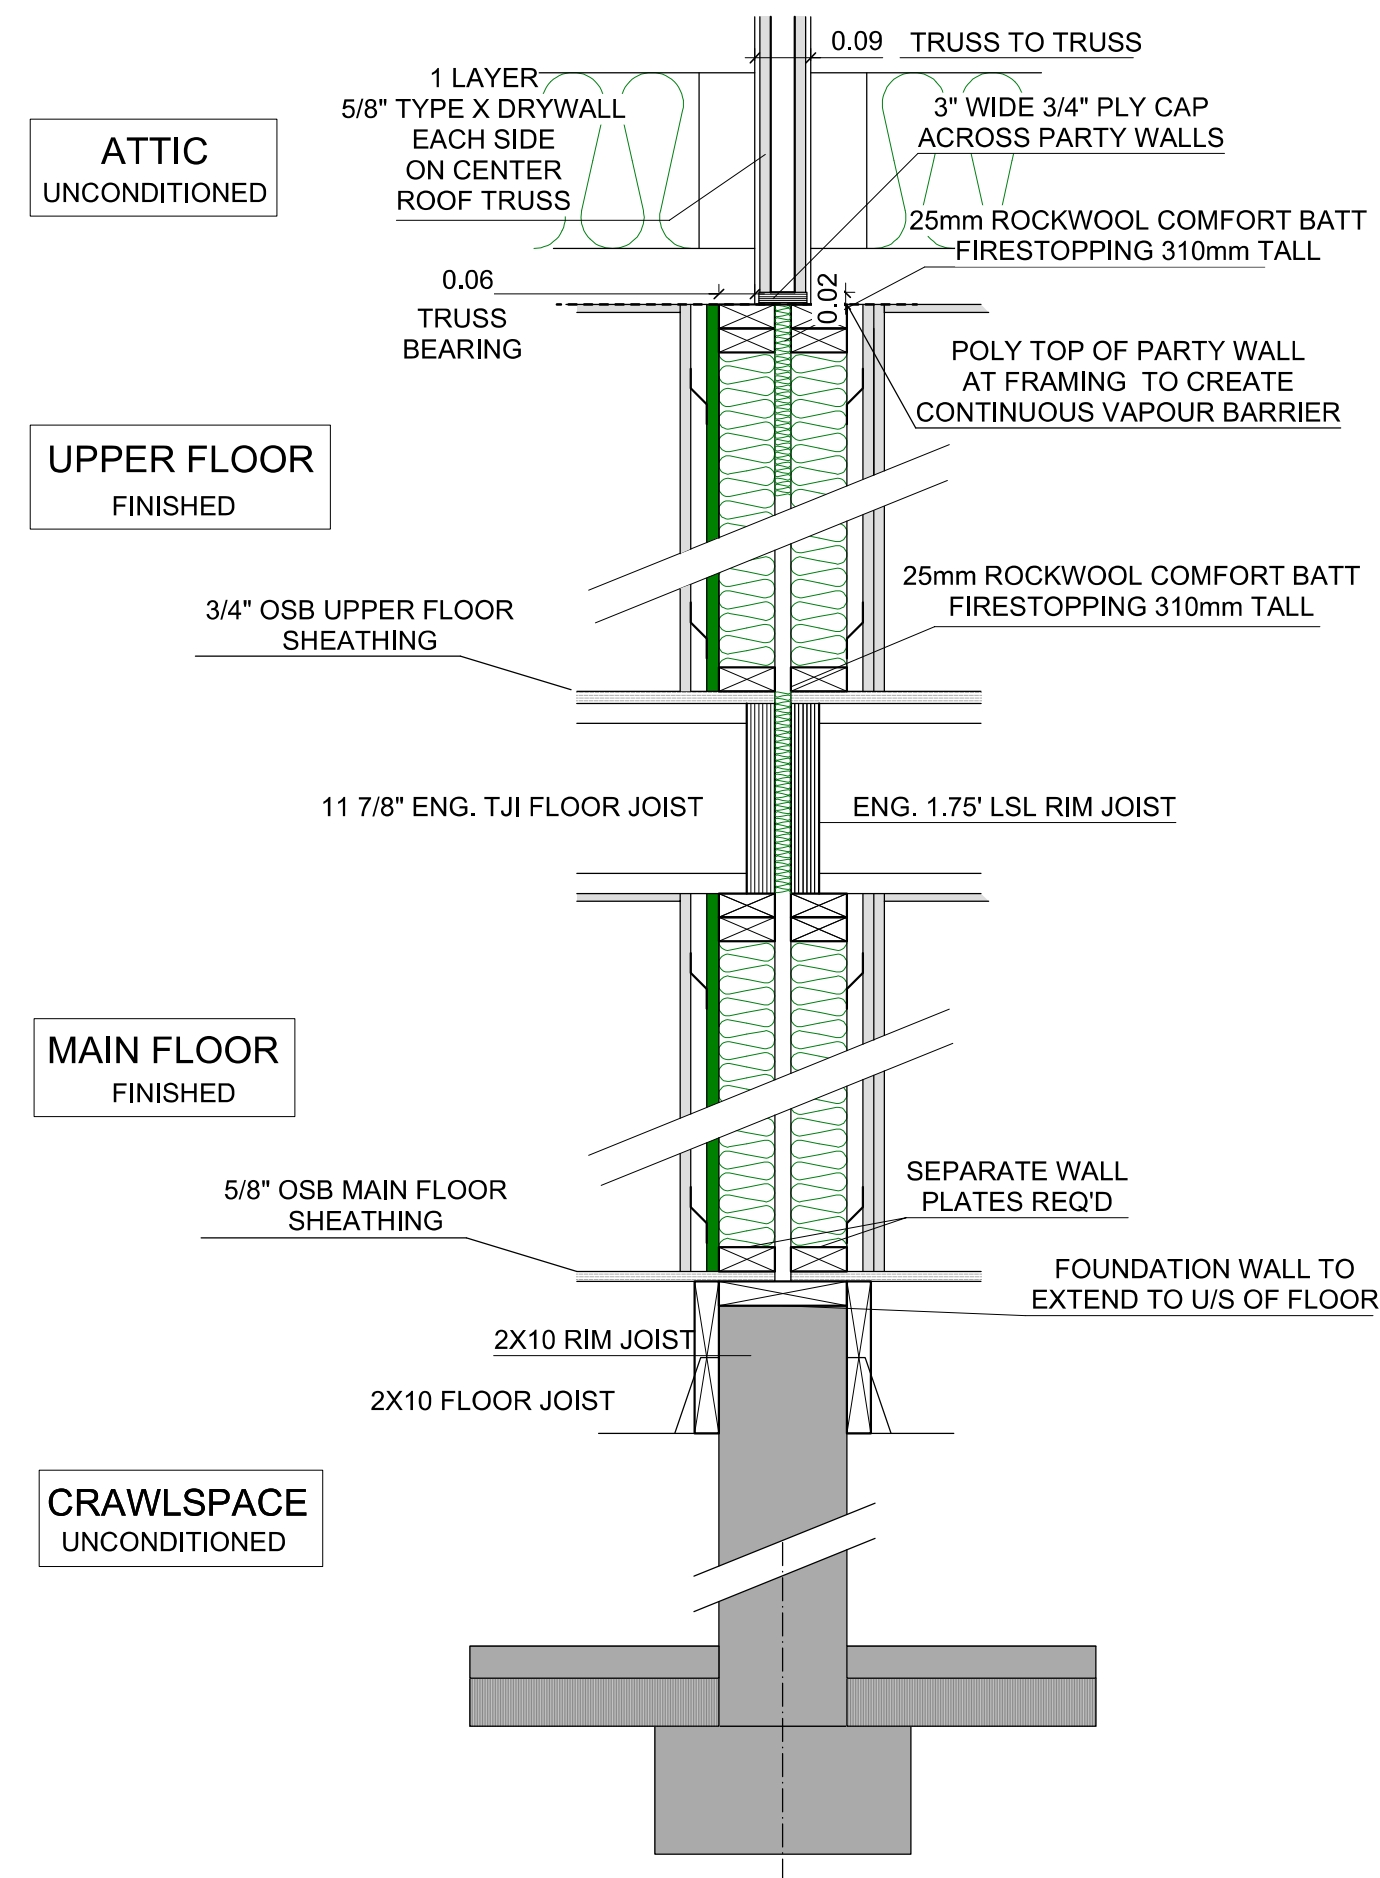 0.09
TRUSS TO TRUSS
1 LAYER
5/8" TYPE X DRYWALL
EACH SIDE
ON CENTER
ROOF TRUSS
3" WIDE 3/4" PLY CAP
ACROSS PARTY WALLS
ATTIC
UNCONDITIONED
25mm ROCKWOOL COMFORT BATT
FIRESTOPPING 310mm TALL
0.06
0.02
TRUSS
BEARING
POLY TOP OF PARTY WALL
AT FRAMING TO CREATE
CONTINUOUS VAPOUR BARRIER
UPPER FLOOR
FINISHED
25mm ROCKWOOL COMFORT BATT
FIRESTOPPING 310mm TALL
3/4" OSB UPPER FLOOR
SHEATHING
11 7/8" ENG. TJI FLOOR JOIST
ENG. 1.75' LSL RIM JOIST
MAIN FLOOR
FINISHED
SEPARATE WALL
PLATES REQ'D
5/8" OSB MAIN FLOOR
SHEATHING
FOUNDATION WALL TO
EXTEND TO U/S OF FLOOR
2X10 RIM JOIST
2X10 FLOOR JOIST
CRAWLSPACE
UNCONDITIONED